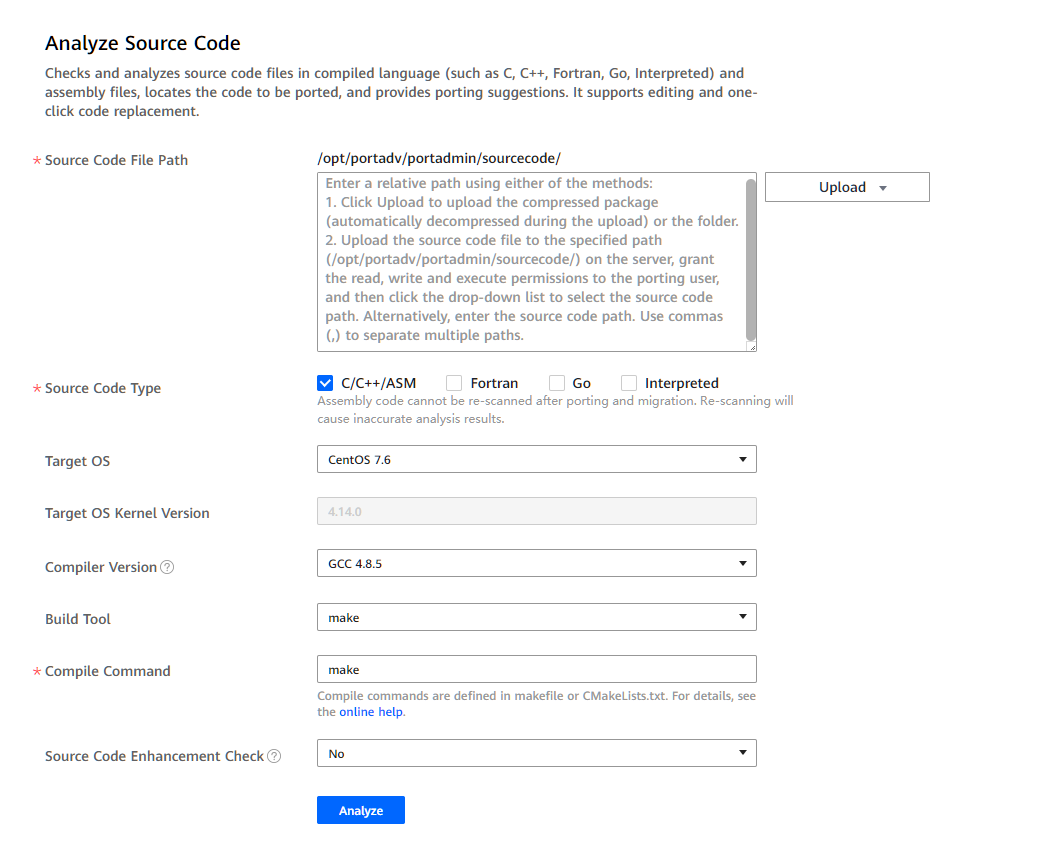 Analyze Source Code
Checks and analyzes source code files in compiled language (such as C, C++, Fortran, Go, Interpreted) and
assembly files, locates the code to be ported, and provides porting suggestions. It supports editing and one-
click code replacement.
* Source Code File Path
/opt/portadv/portadmin/sourcecode/
Enter a relative path using either of the methods:
1. Click Upload to upload the compressed package
(automatically decompressed during the upload) or the folder.
2. Upload the source code file to the specified path
(/opt/portadv/portadmin/sourcecode/) on the server, grant
the read, write and execute permissions to the porting user,
and then click the drop-down list to select the source code
path. Alternatively, enter the source code path. Use commas
(,) to separate multiple paths.
Upload
* Source Code Type
C/C++/ASM Fortran Go Interpreted
Assembly code cannot be re-scanned after porting and migration. Re-scanning will
cause inaccurate analysis results.
Target OS
CentOS 7.6
Target OS Kernel Version
4.14.0
Compiler Version ?
GCC 4.8.5
Build Tool
make
* Compile Command
make
Compile commands are defined in makefile or CMakeLists.txt. For details, see
the online help.
Source Code Enhancement Check ?
No
Analyze